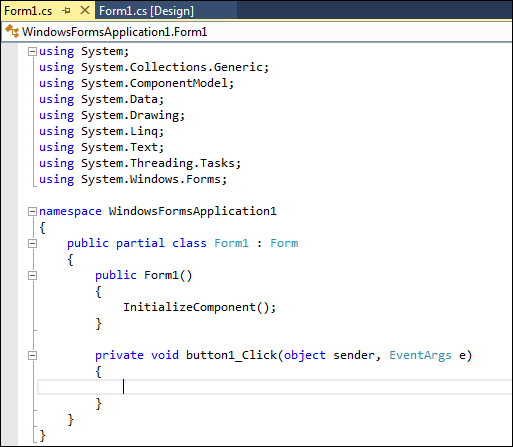 Form1.cs Form1.cs [Design]
WindowsFormsApplication1.Form1
using System;
using System.Collections.Generic;
using System.ComponentModel;
using System.Data;
using System.Drawing;
using System.Linq;
using System.Text;
using System.Threading.Tasks;
using System.Windows.Forms;
namespace WindowsFormsApplication1
{
public partial class Form1 : Form
{
public Form1()
{
InitializeComponent();
}
private void button1_Click(object sender, EventArgs e)
{
}
}
}